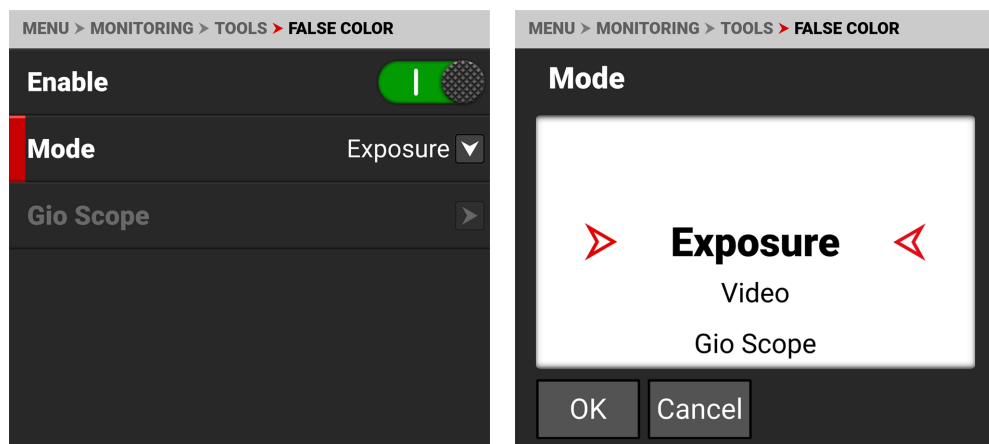 MENU > MONITORING > TOOLS > FALSE COLOR
Enable
Mode Exposure
Gio Scope
MENU > MONITORING > TOOLS > FALSE COLOR
Mode
Exposure
Video
Gio Scope
OK Cancel